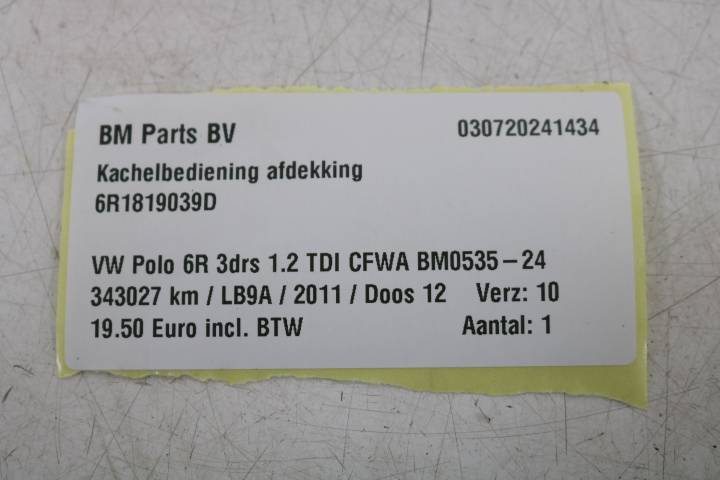 BM Parts BV 030720241434
Kachelbediening afdekking
6R1819039D
VW Polo 6R 3drs 1.2 TDI CFWA BM0535-24
343027 km / LB9A / 2011 / Doos 12 Verz: 10
19.50 Euro incl. BTW Aantal: 1